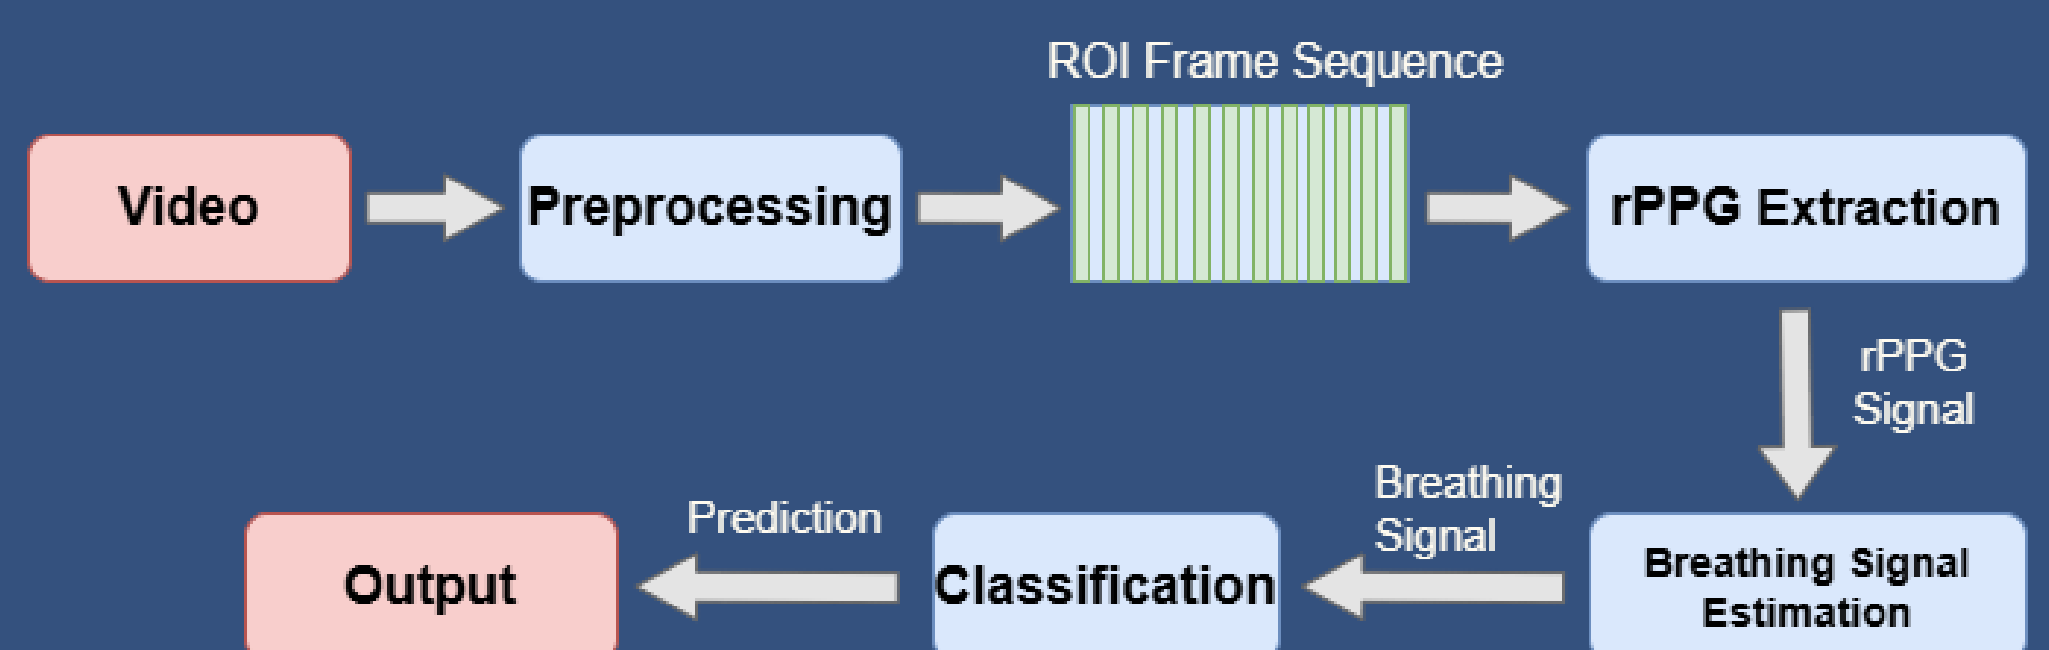 ROI Frame Sequence
Video
Preprocessing
rPPG Extraction
rPPG
Signal
Breathing Signal
Estimation
Breathing
Signal
Classification
Prediction
Output